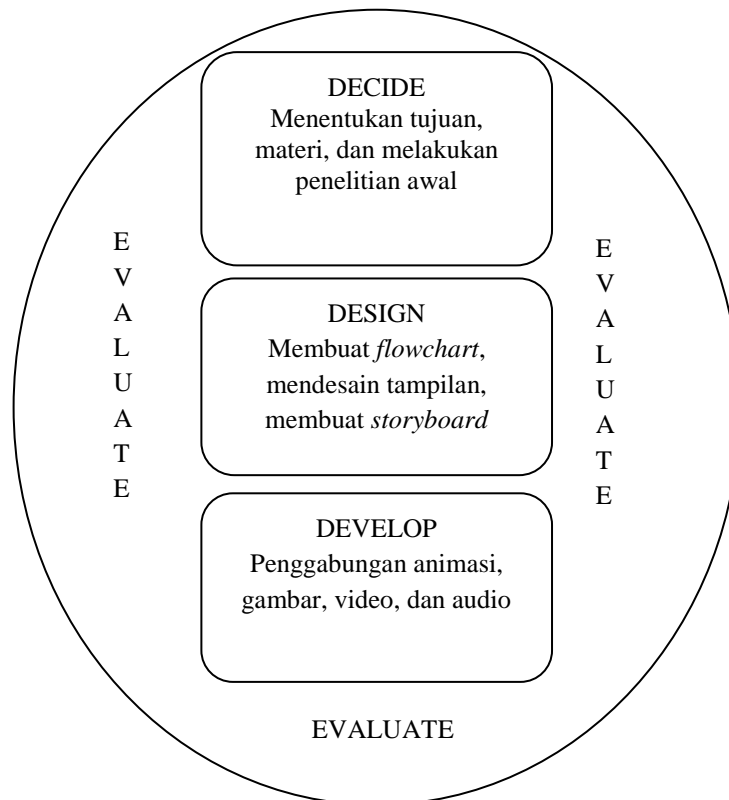 DECIDE
Menentukan tujuan,
materi, dan melakukan
penelitian awal
E
V
A
L
U
A
T
E
E
V
A
L
U
A
T
E
DESIGN
Membuat flowchart,
mendesain tampilan,
membuat storyboard
DEVELOP
Penggabungan animasi,
gambar, video, dan audio
EVALUATE